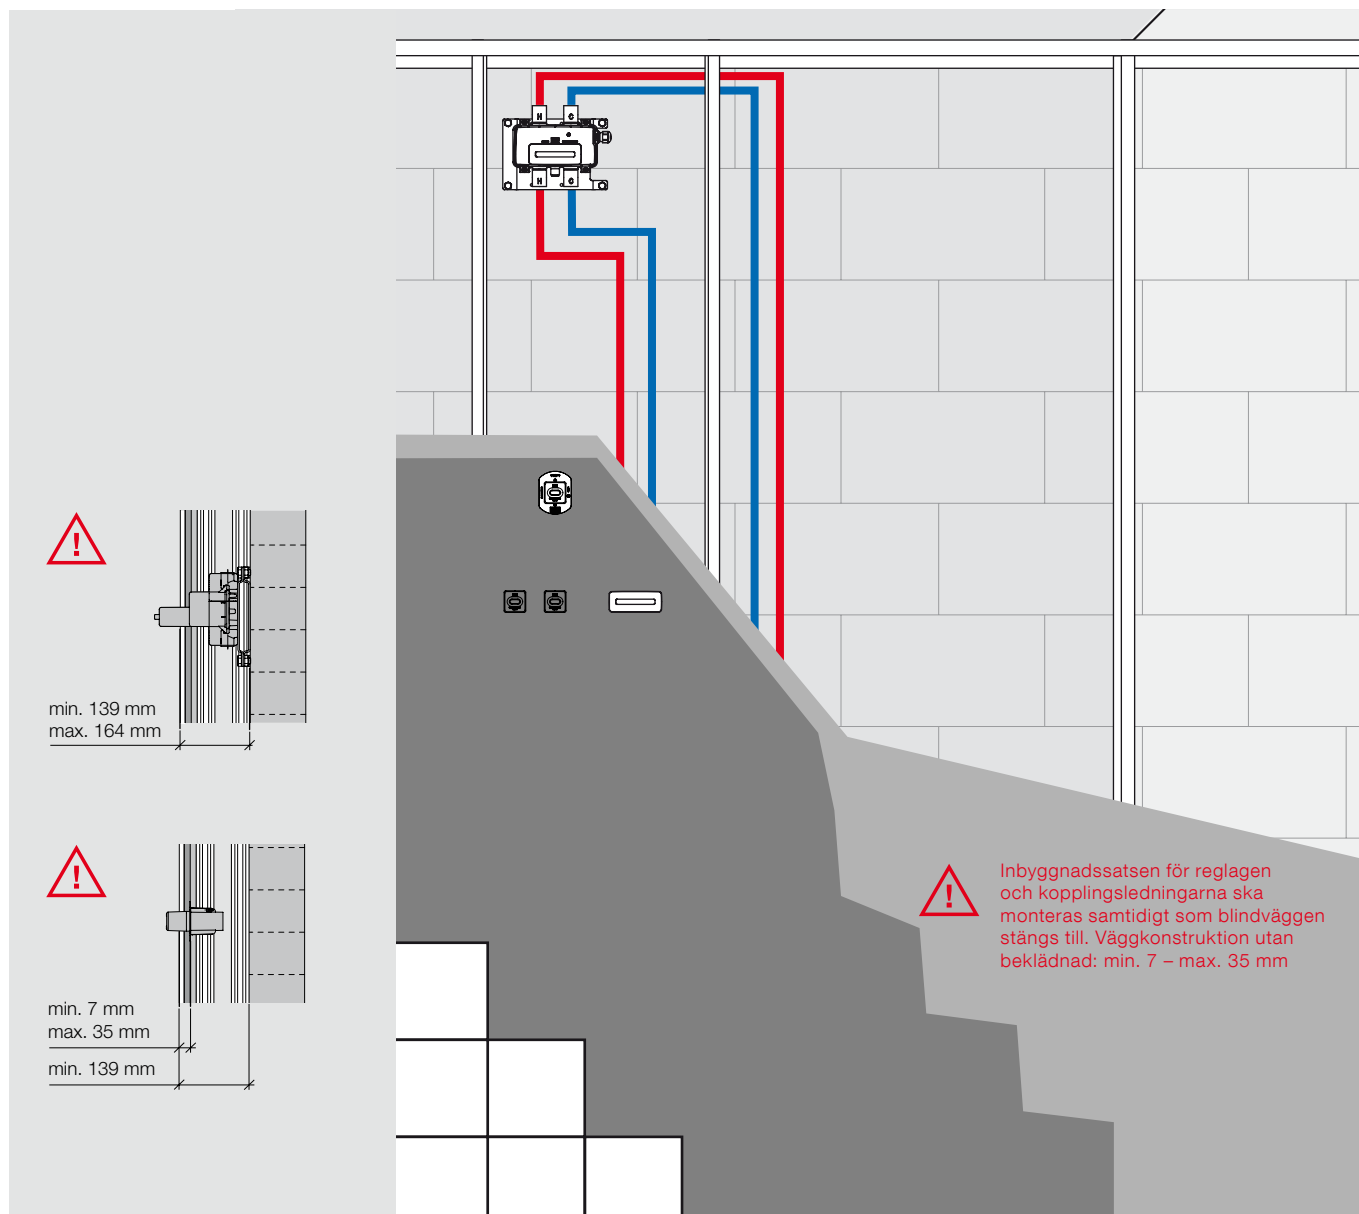 H C
H C
min. 139 mm
max. 164 mm
Inbyggnadssatsen för reglagen
och kopplingsledningarna ska
monteras samtidigt som blindväggen
stängs till. Väggkonstruktion utan
beklädnad: min. 7 – max. 35 mm
min. 7 mm
max. 35 mm
min. 139 mm